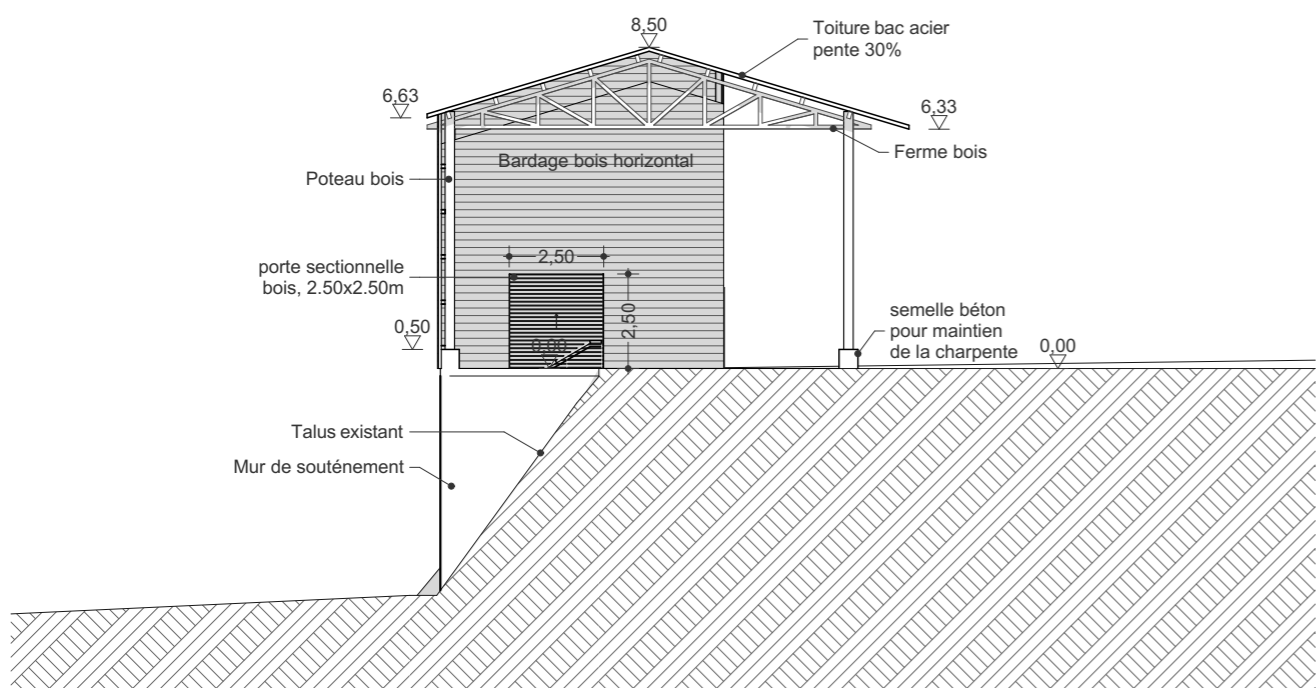 8,50
Toiture bac acier
pente 30%
6,63
6,33
Ferme bois
Bardage bois horizontal
Poteau bois
2,50
porte sectionnelle
bois, 2.50x2.50m
2,50
semelle béton
pour maintien
de la charpente
0,50
0,00
0,00
Talus existant
Mur de souténement